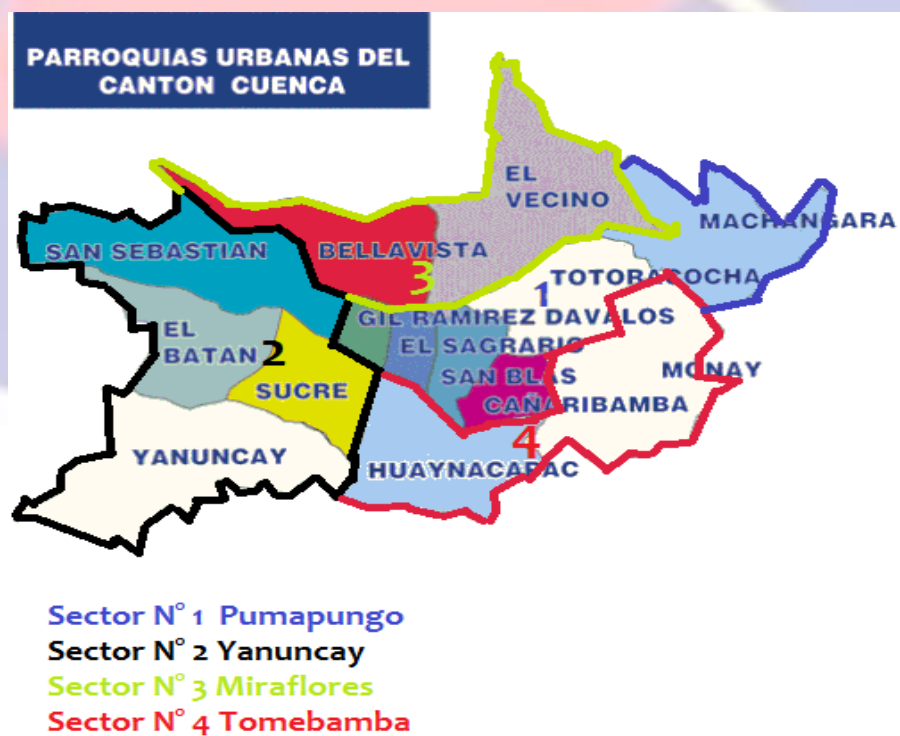 PARROQUIAS URBANAS DEL
CANTON CUENCA
EL
VECINO
MACHANGARA
SAN SEBASTIAN
BELLAVISTA
3
TOTORACOCHA
1
GIL RAMIREZ DAVALOS
EL
BATAN
2
EL SAGRARIO
MONAY
SAN BLAS
SUCRE
CAÑARIBAMBA
4
YANUNCAY
HUAYNACAPAC
Sector N° 1 Pumapungo
Sector N° 2 Yanuncay
Sector N° 3 Miraflores
Sector N° 4 Tomebamba